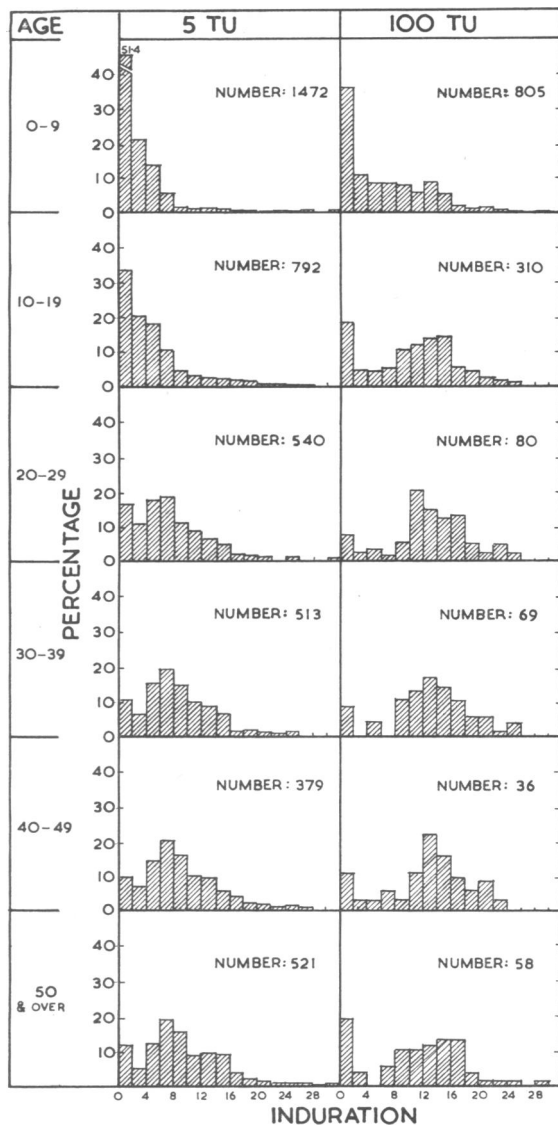 AGE 5 TU 100 TU
51·4
40
30
20
10
0
0-9
NUMBER: 1472
NUMBER: 805
40
30
20
10
0
10-19
NUMBER: 792
NUMBER: 310
40
30
20
10
0
20-29
NUMBER: 540
NUMBER: 80
PERCENTAGE
40
30
20
10
0
30-39
NUMBER: 513
NUMBER: 69
40
30
20
10
0
40-49
NUMBER: 379
NUMBER: 36
40
30
20
10
50
& OVER
NUMBER: 521
NUMBER: 58
0 4 8 12 16 20 24 28 0 4 8 12 16 20 24 28
INDURATION